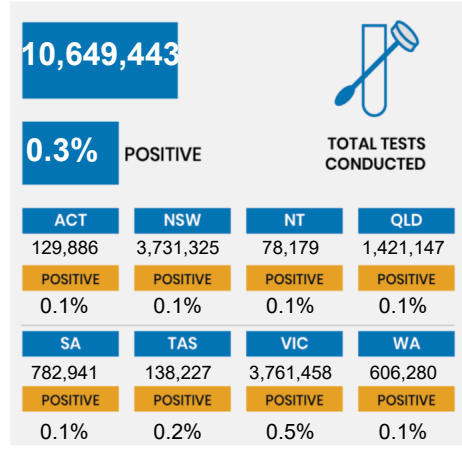 10,649,443
0.3% POSITIVE
TOTAL TESTS
CONDUCTED
ACT NSW NT QLD
129,886 3,731,325 78,179 1,421,147
POSITIVE POSITIVE POSITIVE POSITIVE
0.1% 0.1% 0.1% 0.1%
SA TAS VIC WA
782,941 138,227 3,761,458 606,280
POSITIVE POSITIVE POSITIVE POSITIVE
0.1% 0.2% 0.5% 0.1%